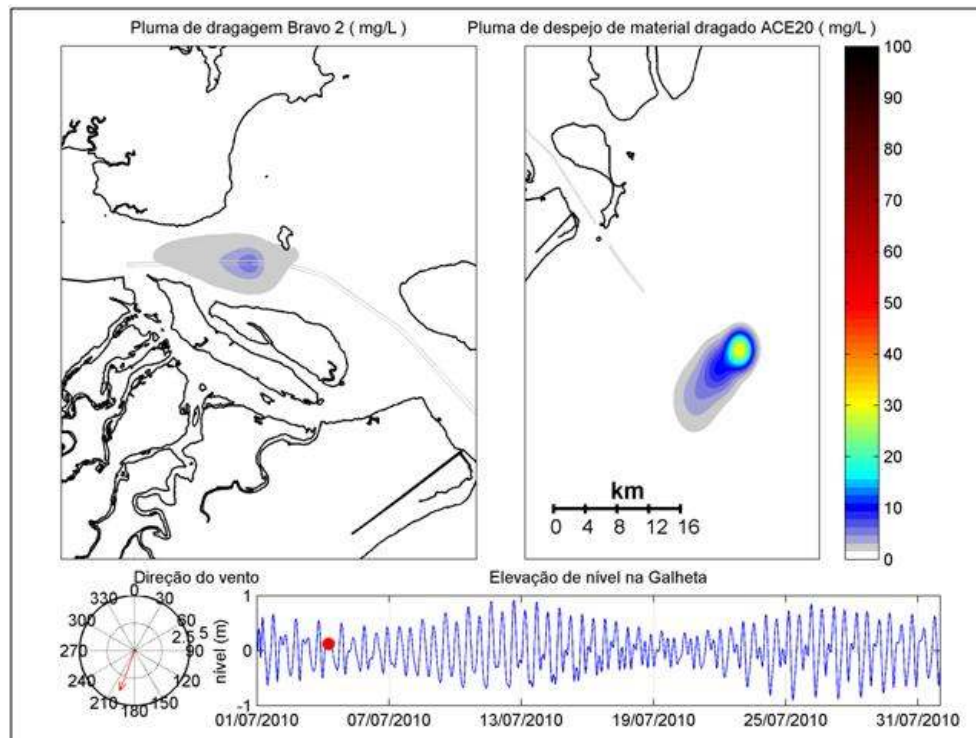 Pluma de dragagem Bravo 2 ( mg/L )
Pluma de despejo de material dragado ACE20 ( mg/L )
100
90
80
70
60
50
40
30
20
10
0
km
0 4 8 12 16
Direção do vento
0
330 30
300 60
2.5 5
270 90
240 120
210 150
180
Elevação de nível na Galheta
nível (m)
1
0
-1
01/07/2010 07/07/2010 13/07/2010 19/07/2010 25/07/2010 31/07/2010